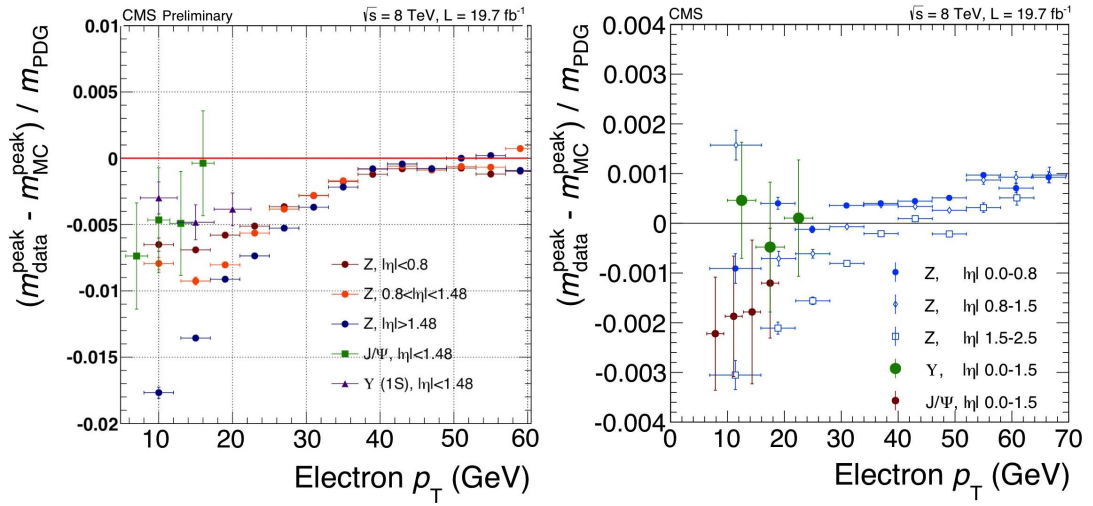 CMS Preliminary √s = 8 TeV, L = 19.7 fb⁻¹
(m^peak_data - m^peak_MC) / m_PDG
0.01
0.005
0
-0.005
-0.01
-0.015
-0.02
Z, |η|<0.8
Z, 0.8<|η|<1.48
Z, |η|>1.48
J/Ψ, |η|<1.48
ϒ (1S), |η|<1.48
10 20 30 40 50 60
Electron p_T (GeV)
CMS √s = 8 TeV, L = 19.7 fb⁻¹
(m^peak_data - m^peak_MC) / m_PDG
0.004
0.003
0.002
0.001
0
-0.001
-0.002
-0.003
-0.004
Z, |η| 0.0-0.8
Z, |η| 0.8-1.5
Z, |η| 1.5-2.5
ϒ, |η| 0.0-1.5
J/Ψ, |η| 0.0-1.5
0 10 20 30 40 50 60 70
Electron p_T (GeV)